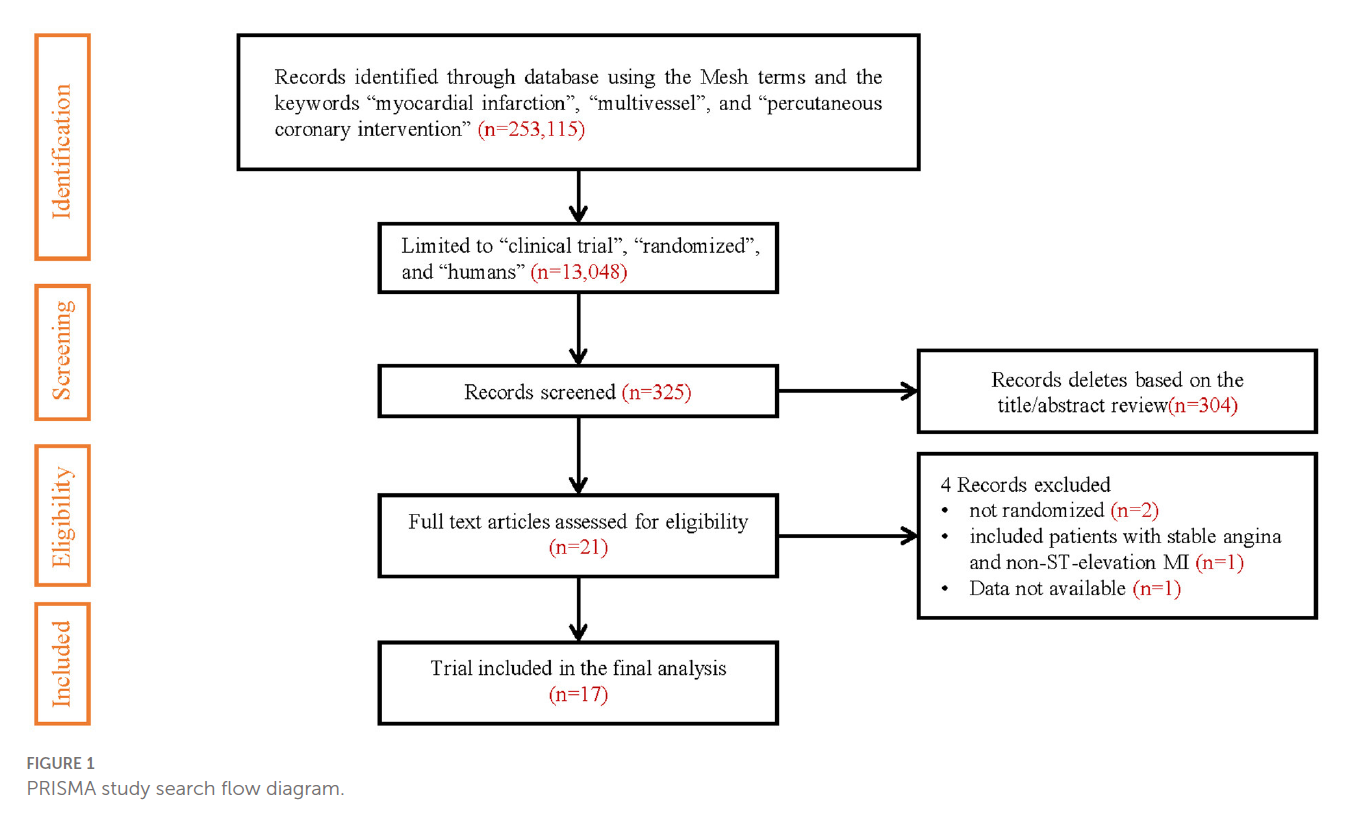 Identification
Records identified through database using the Mesh terms and the
keywords “myocardial infarction”, “multivessel”, and “percutaneous
coronary intervention” (n=253,115)
Limited to “clinical trial”, “randomized”,
and “humans” (n=13,048)
Screening
Records screened (n=325)
Records deletes based on the
title/abstract review(n=304)
Eligibility
Full text articles assessed for eligibility
(n=21)
4 Records excluded
• not randomized (n=2)
• included patients with stable angina
and non-ST-elevation MI (n=1)
• Data not available (n=1)
Included
Trial included in the final analysis
(n=17)
FIGURE 1
PRISMA study search flow diagram.